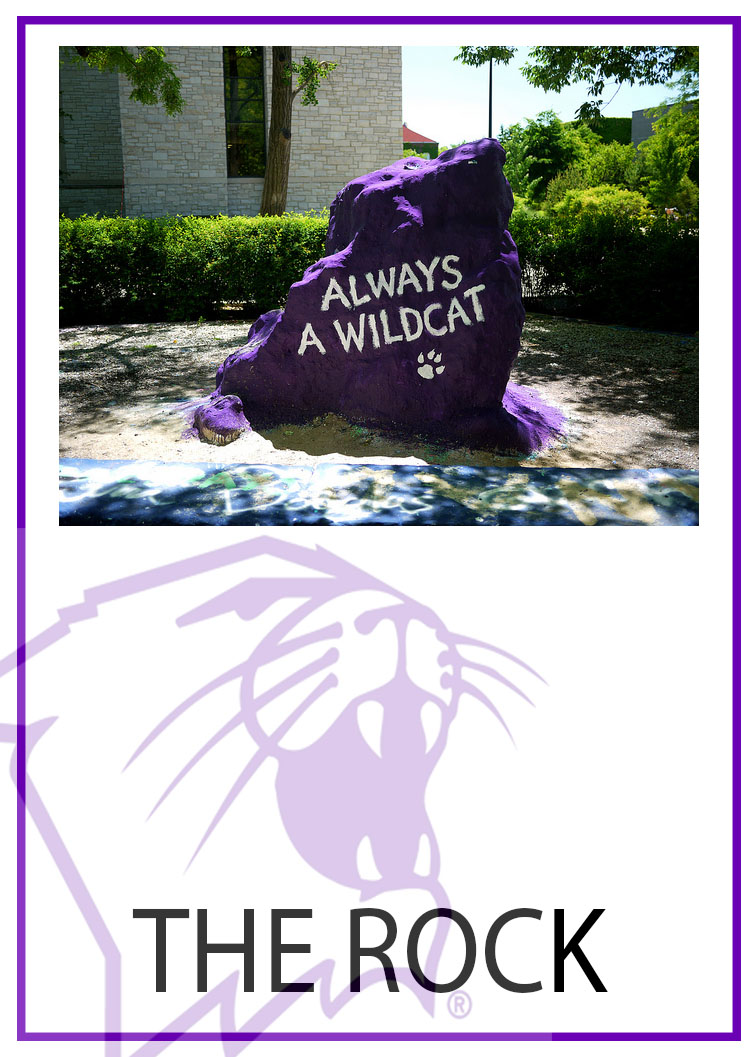 ALWAYS
A WILDCAT
THE ROCK
®